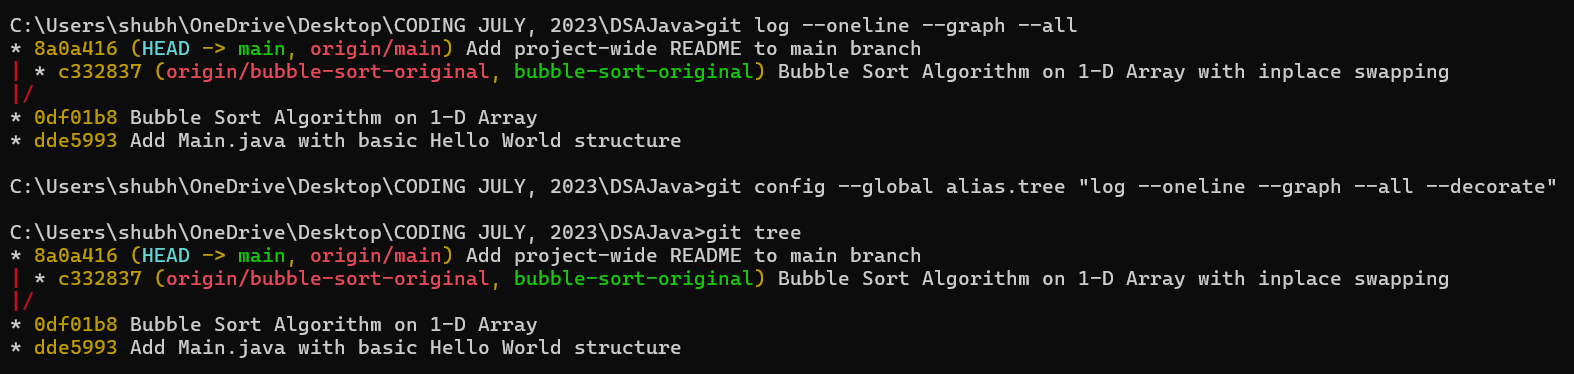 C:\Users\shubh\OneDrive\Desktop\CODING JULY, 2023\DSAJava>git log --oneline --graph --all
* 8a0a416 (HEAD -> main, origin/main) Add project-wide README to main branch
| * c332837 (origin/bubble-sort-original, bubble-sort-original) Bubble Sort Algorithm on 1-D Array with inplace swapping
|/
* 0df01b8 Bubble Sort Algorithm on 1-D Array
* dde5993 Add Main.java with basic Hello World structure
C:\Users\shubh\OneDrive\Desktop\CODING JULY, 2023\DSAJava>git config --global alias.tree "log --oneline --graph --all --decorate"
C:\Users\shubh\OneDrive\Desktop\CODING JULY, 2023\DSAJava>git tree
* 8a0a416 (HEAD -> main, origin/main) Add project-wide README to main branch
| * c332837 (origin/bubble-sort-original, bubble-sort-original) Bubble Sort Algorithm on 1-D Array with inplace swapping
|/
* 0df01b8 Bubble Sort Algorithm on 1-D Array
* dde5993 Add Main.java with basic Hello World structure